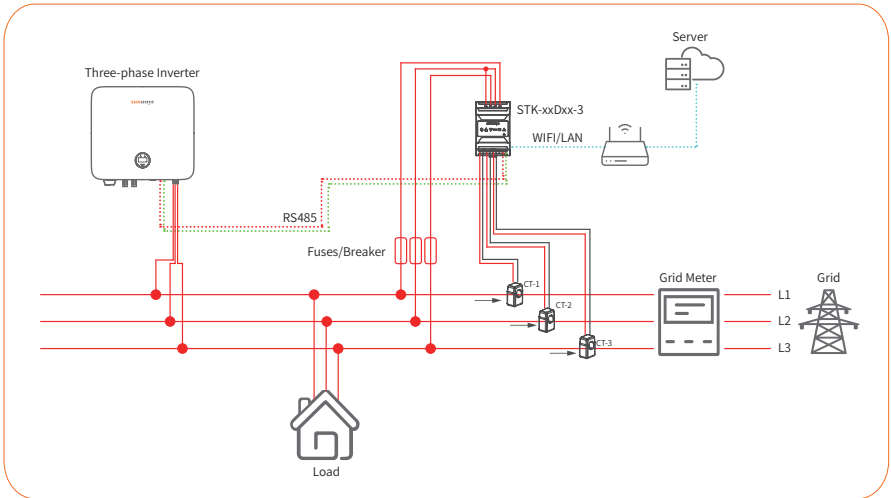 Server
Three-phase Inverter
sunways
STK-xxDxx-3
WIFI/LAN
RS485
Fuses/Breaker
CT-1
CT-2
CT-3
Grid Meter
Grid
L1
L2
L3
Load